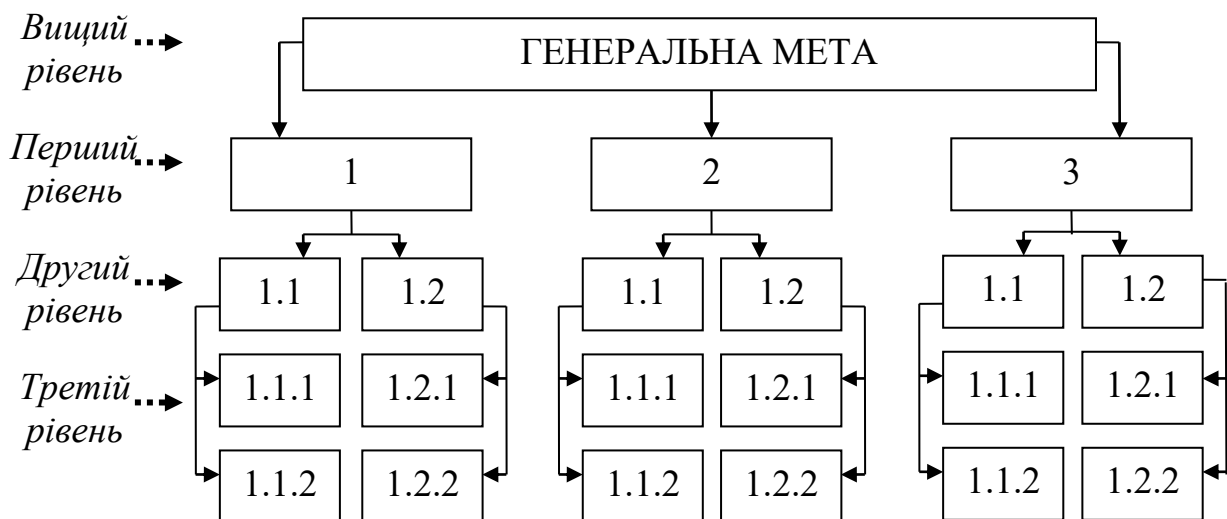 Вищий
рівень
ГЕНЕРАЛЬНА МЕТА
Перший
рівень
1 2 3
Другий
рівень
1.1 1.2 1.1 1.2 1.1 1.2
Третій
рівень
1.1.1 1.2.1 1.1.1 1.2.1 1.1.1 1.2.1
1.1.2 1.2.2 1.1.2 1.2.2 1.1.2 1.2.2